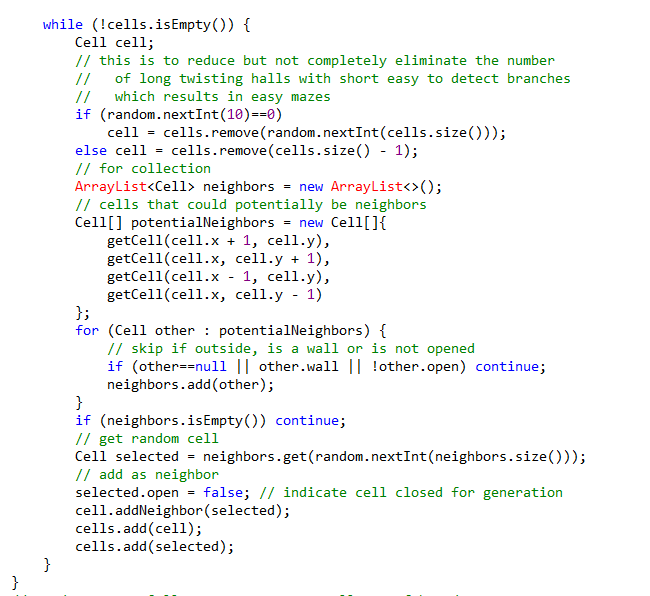 while (!cells.isEmpty()) {
Cell cell;
// this is to reduce but not completely eliminate the number
//   of long twisting halls with short easy to detect branches
//   which results in easy mazes
if (random.nextInt(10)==0)
cell = cells.remove(random.nextInt(cells.size()));
else cell = cells.remove(cells.size() - 1);
// for collection
ArrayList<Cell> neighbors = new ArrayList<>();
// cells that could potentially be neighbors
Cell[] potentialNeighbors = new Cell[]{
getCell(cell.x + 1, cell.y),
getCell(cell.x, cell.y + 1),
getCell(cell.x - 1, cell.y),
getCell(cell.x, cell.y - 1)
};
for (Cell other : potentialNeighbors) {
// skip if outside, is a wall or is not opened
if (other==null || other.wall || !other.open) continue;
neighbors.add(other);
}
if (neighbors.isEmpty()) continue;
// get random cell
Cell selected = neighbors.get(random.nextInt(neighbors.size()));
// add as neighbor
selected.open = false; // indicate cell closed for generation
cell.addNeighbor(selected);
cells.add(cell);
cells.add(selected);
}
}